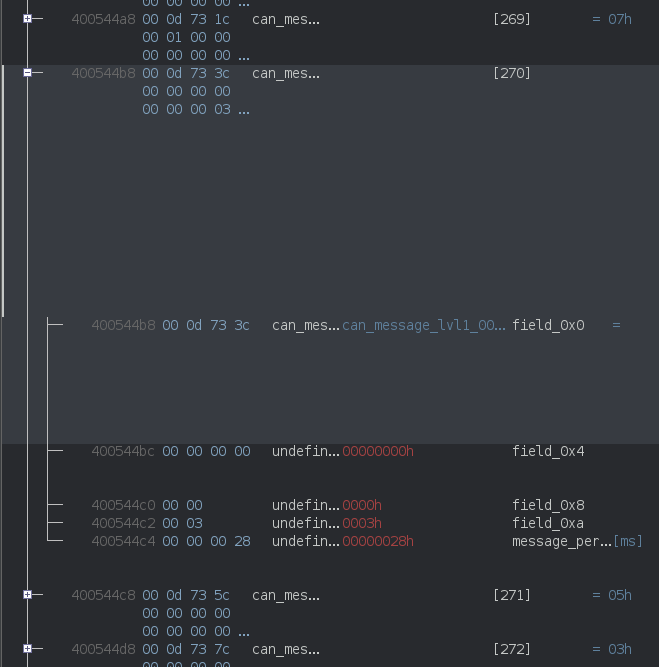 00 00 00 00 ...
400544a8 00 0d 73 1c can_mes... [269] = 07h
00 01 00 00
00 00 00 00 ...
400544b8 00 0d 73 3c can_mes... [270]
00 00 00 00
00 00 00 03 ...
400544b8 00 0d 73 3c can_mes...can_message_lvl1_00... field_0x0 =
400544bc 00 00 00 00 undefin...00000000h field_0x4
400544c0 00 00 undefin...0000h field_0x8
400544c2 00 03 undefin...0003h field_0xa
400544c4 00 00 00 28 undefin...00000028h message_per...[ms]
400544c8 00 0d 73 5c can_mes... [271] = 05h
00 00 00 00
00 00 00 00 ...
400544d8 00 0d 73 7c can_mes... [272] = 03h
00 00 00 00